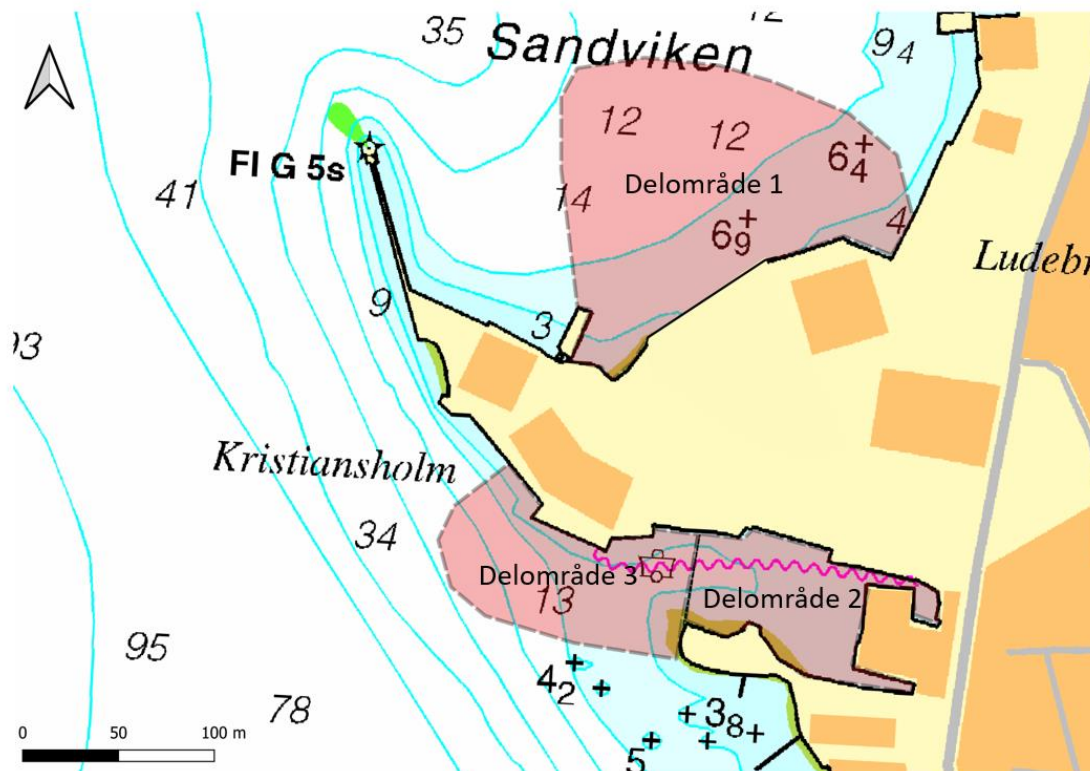 12
35
Sandviken
9₄
12
12
6₄
Fl G 5s
41
14
Delområde 1
6₉
4
Ludebr
9
3
Kristiansholm
34
Delområde 3
13
Delområde 2
95
4₂
78
3₈
5
0 50 100 m